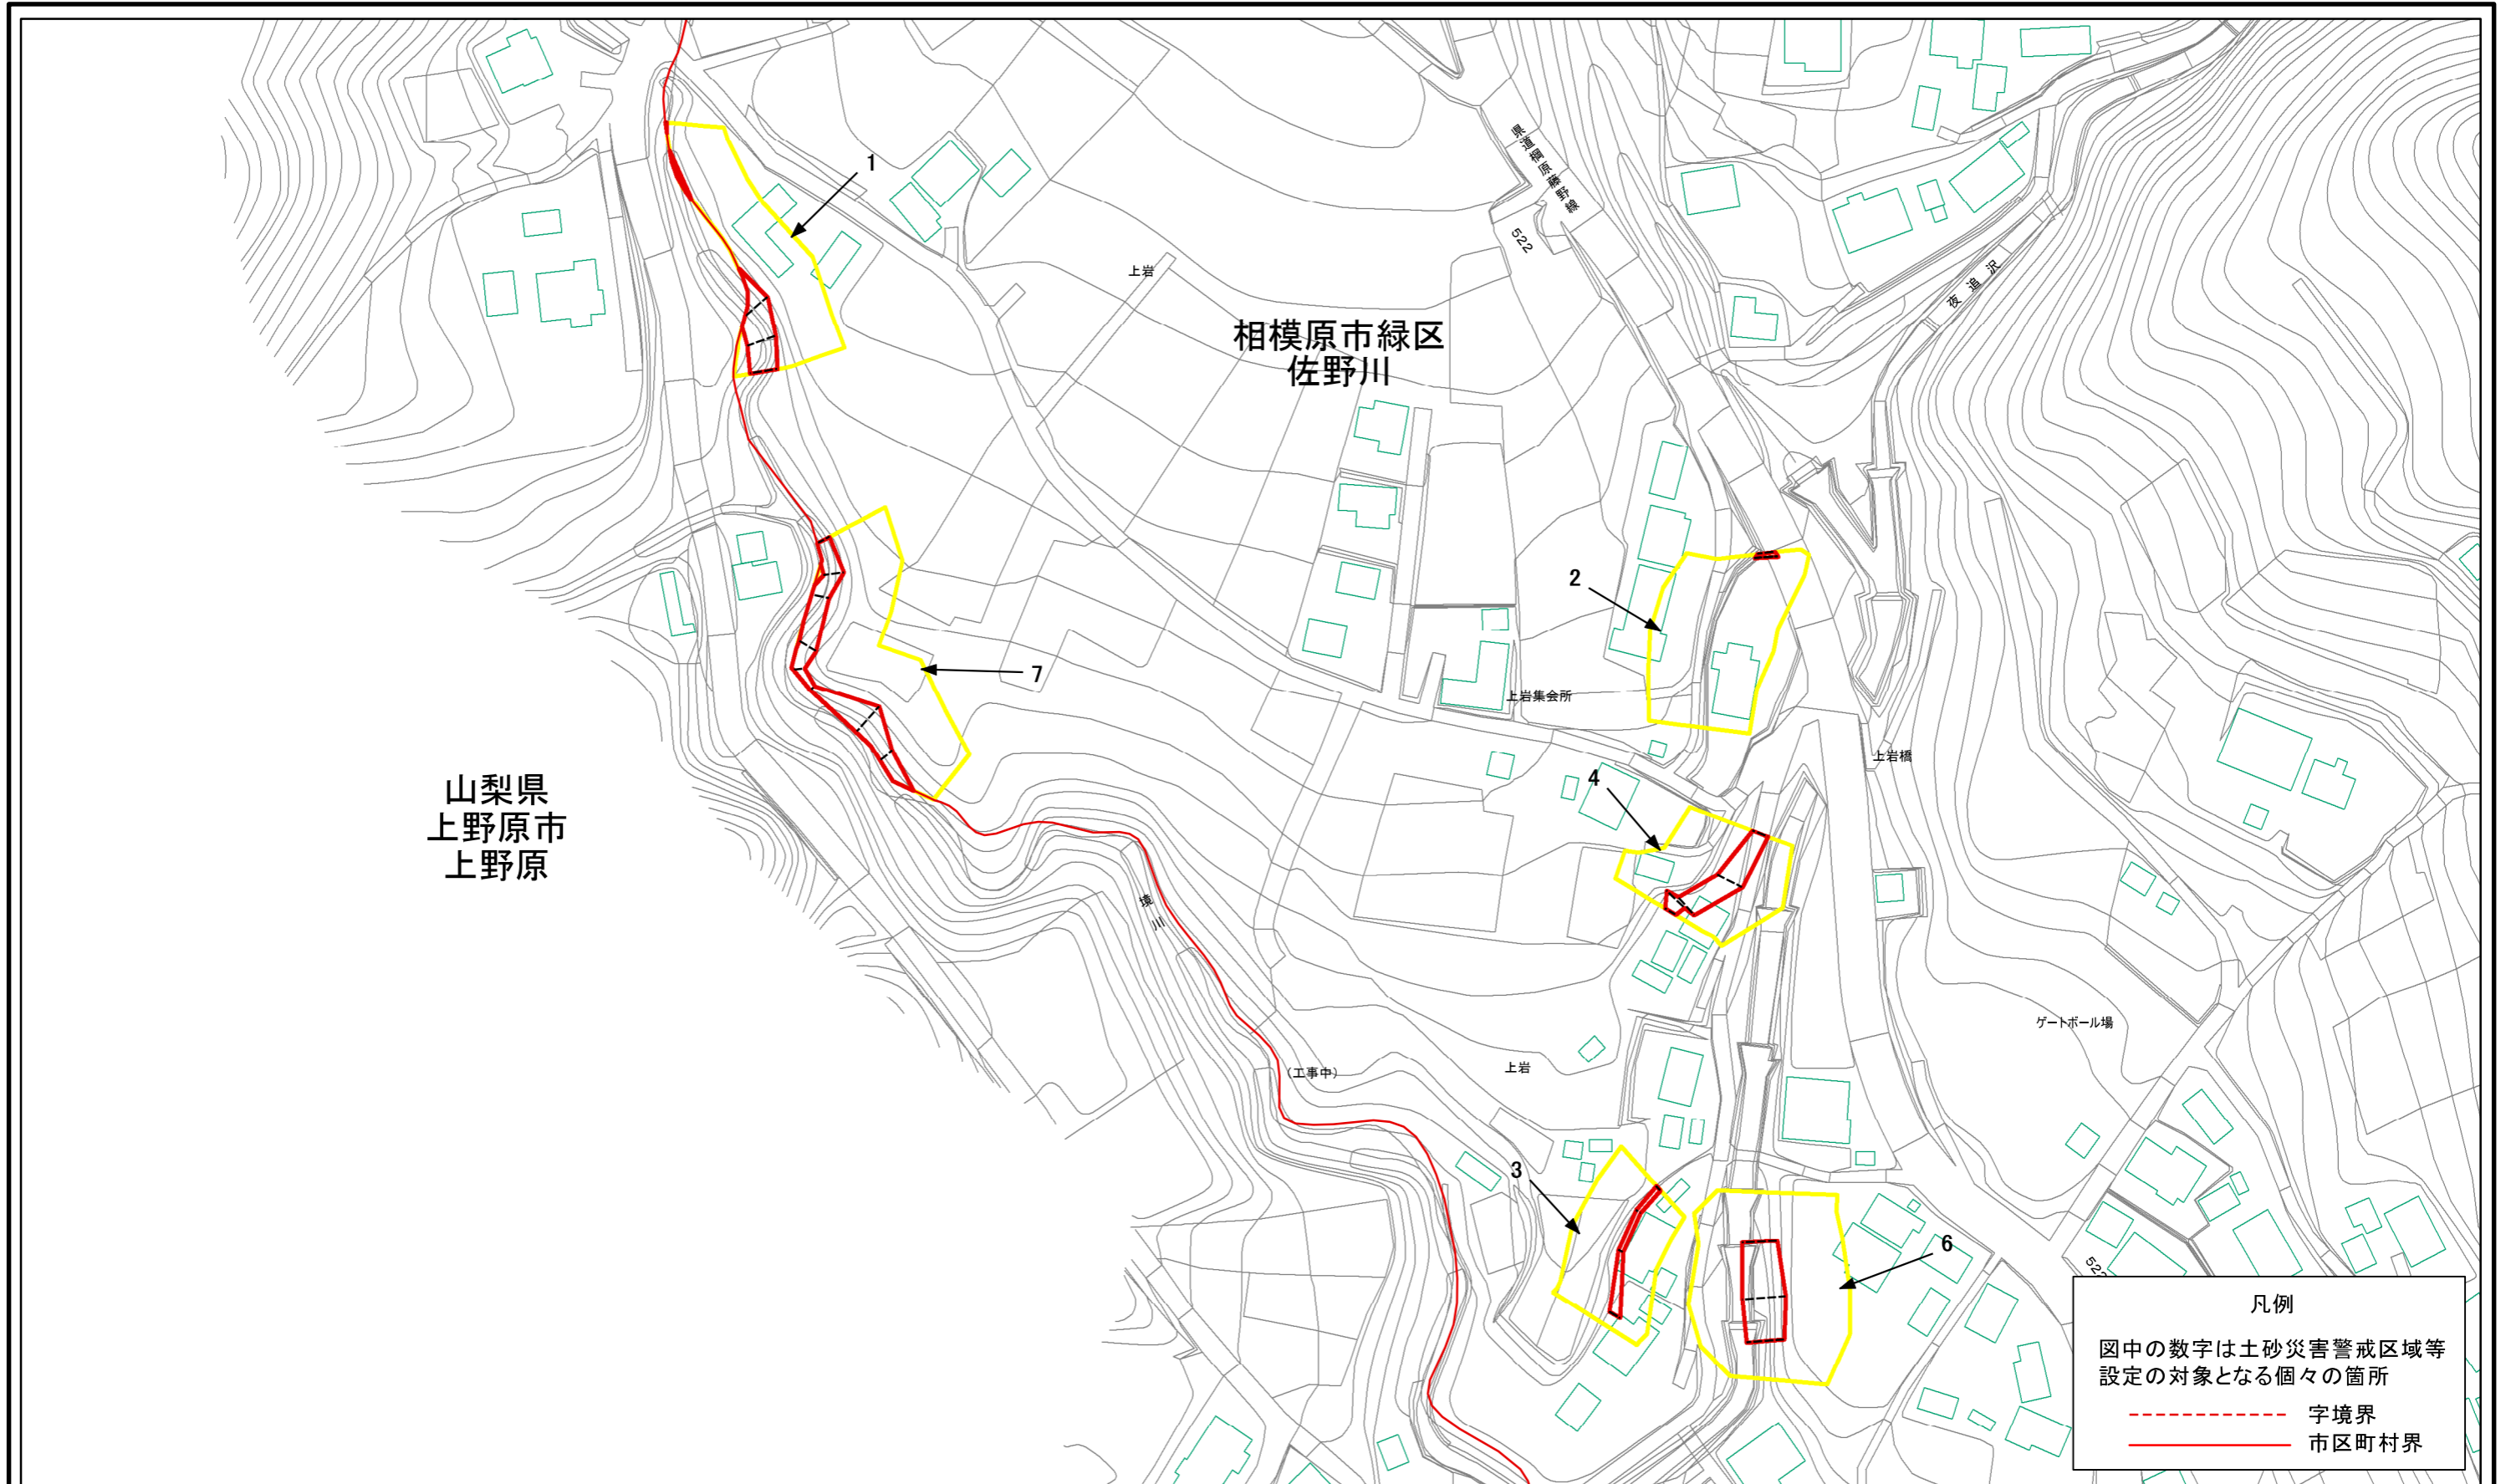 1
県道棡原藤野線
522
上岩
夜追沢
相模原市緑区
佐野川
2
7
上岩集会所
上岩橋
4
山梨県
上野原市
上野原
境川
ゲートボール場
(工事中)
上岩
3
6
522
凡例
図中の数字は土砂災害警戒区域等
設定の対象となる個々の箇所
字境界
市区町村界